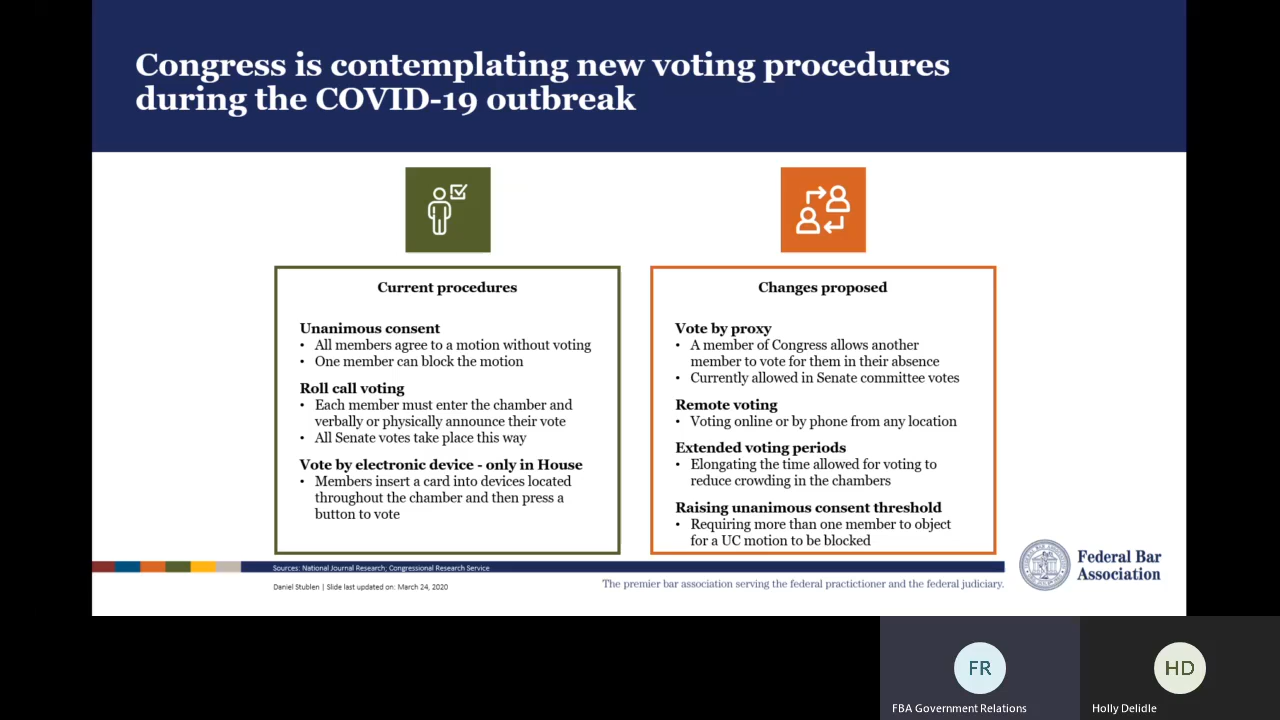 Congress is contemplating new voting procedures
during the COVID-19 outbreak
Current procedures
Unanimous consent
• All members agree to a motion without voting
• One member can block the motion
Roll call voting
• Each member must enter the chamber and
verbally or physically announce their vote
• All Senate votes take place this way
Vote by electronic device - only in House
• Members insert a card into devices located
throughout the chamber and then press a
button to vote
Changes proposed
Vote by proxy
• A member of Congress allows another
member to vote for them in their absence
• Currently allowed in Senate committee votes
Remote voting
• Voting online or by phone from any location
Extended voting periods
• Elongating the time allowed for voting to
reduce crowding in the chambers
Raising unanimous consent threshold
• Requiring more than one member to object
for a UC motion to be blocked
Sources: National Journal Research; Congressional Research Service
Daniel Stublen | Slide last updated on: March 24, 2020
The premier bar association serving the federal practictioner and the federal judiciary.
Federal Bar
Association
FR
FBA Government Relations
HD
Holly Delidle